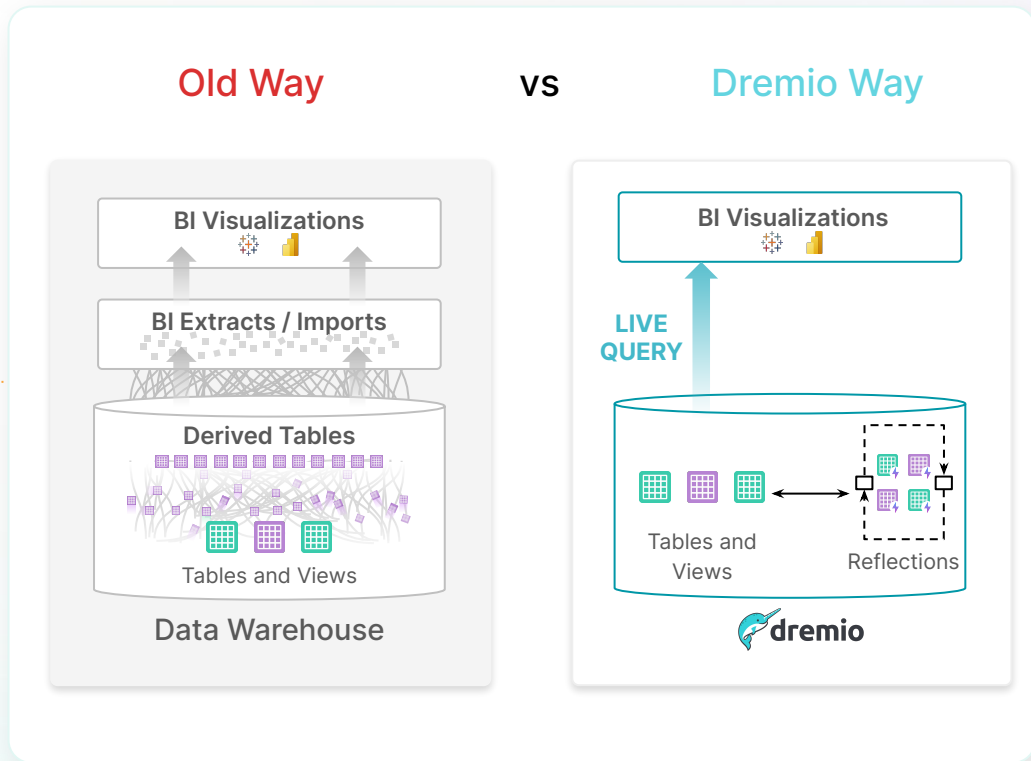 Old Way
vs
Dremio Way
BI Visualizations
BI Extracts / Imports
Derived Tables
Tables and Views
Data Warehouse
BI Visualizations
LIVE
QUERY
Tables and
Views
Reflections
dremio